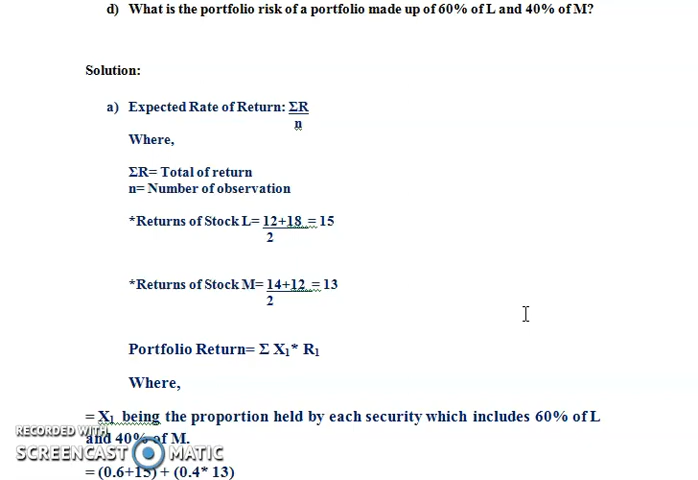 d) What is the portfolio risk of a portfolio made up of 60% of L and 40% of M?
Solution:
a) Expected Rate of Return: ΣR
n
Where,
ΣR= Total of return
n= Number of observation
*Returns of Stock L= 12+18 = 15
2
*Returns of Stock M= 14+12 = 13
2
Portfolio Return= Σ X₁* R₁
Where,
= X₁ being the proportion held by each security which includes 60% of L
RECORDED WITH
and 40% of M.
SCREENCAST MATIC
= (0.6+15) + (0.4* 13)